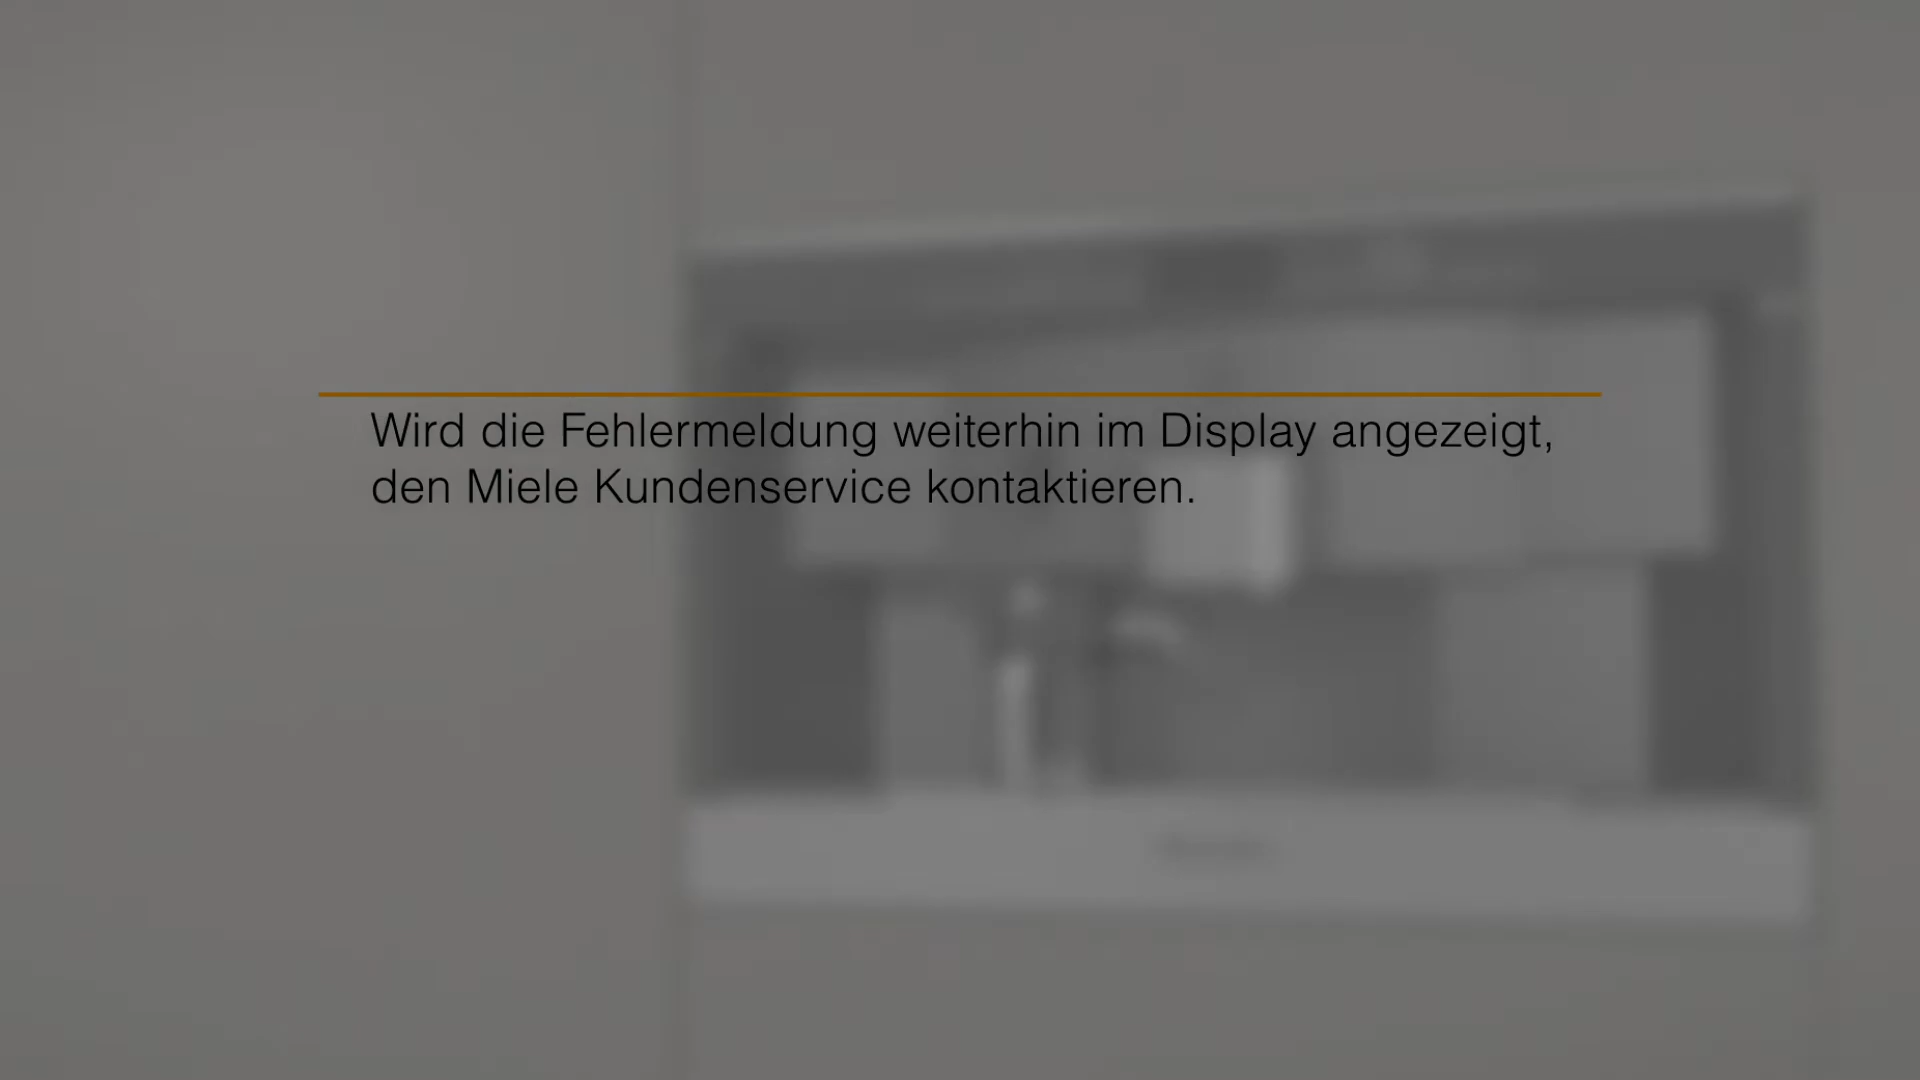 Wird die Fehlermeldung weiterhin im Display angezeigt,
den Miele Kundenservice kontaktieren.